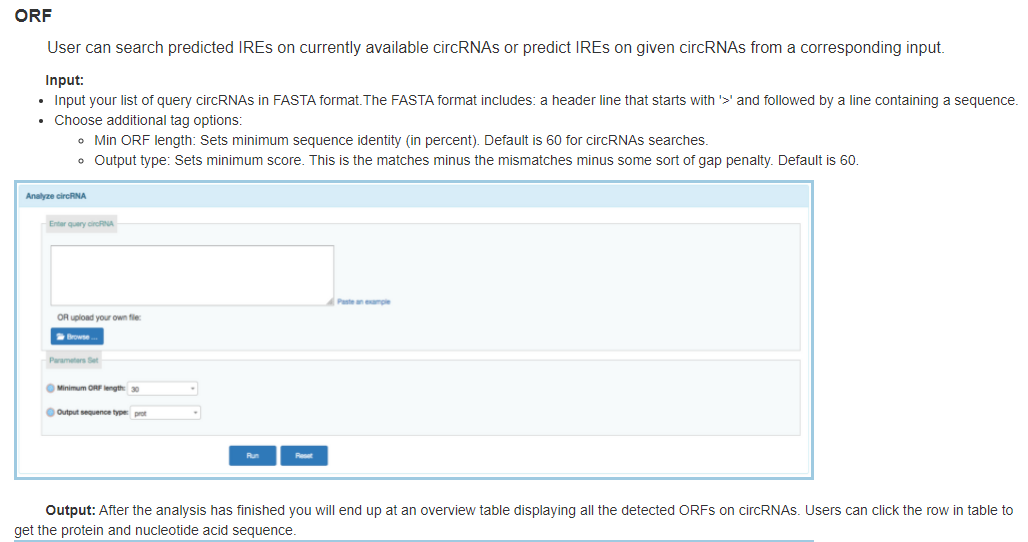 ORF
User can search predicted IREs on currently available circRNAs or predict IREs on given circRNAs from a corresponding input.
Input:
• Input your list of query circRNAs in FASTA format.The FASTA format includes: a header line that starts with '>' and followed by a line containing a sequence.
• Choose additional tag options:
∘ Min ORF length: Sets minimum sequence identity (in percent). Default is 60 for circRNAs searches.
∘ Output type: Sets minimum score. This is the matches minus the mismatches minus some sort of gap penalty. Default is 60.
Analyze circRNA
Enter query circRNA
Paste an example
OR upload your own file:
Browse ...
Parameters Set
Minimum ORF length: 30
Output sequence type: prot
Run Reset
Output: After the analysis has finished you will end up at an overview table displaying all the detected ORFs on circRNAs. Users can click the row in table to
get the protein and nucleotide acid sequence.